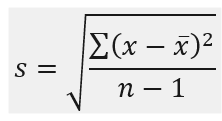 s = √(∑(x − x̄)² / (n − 1))